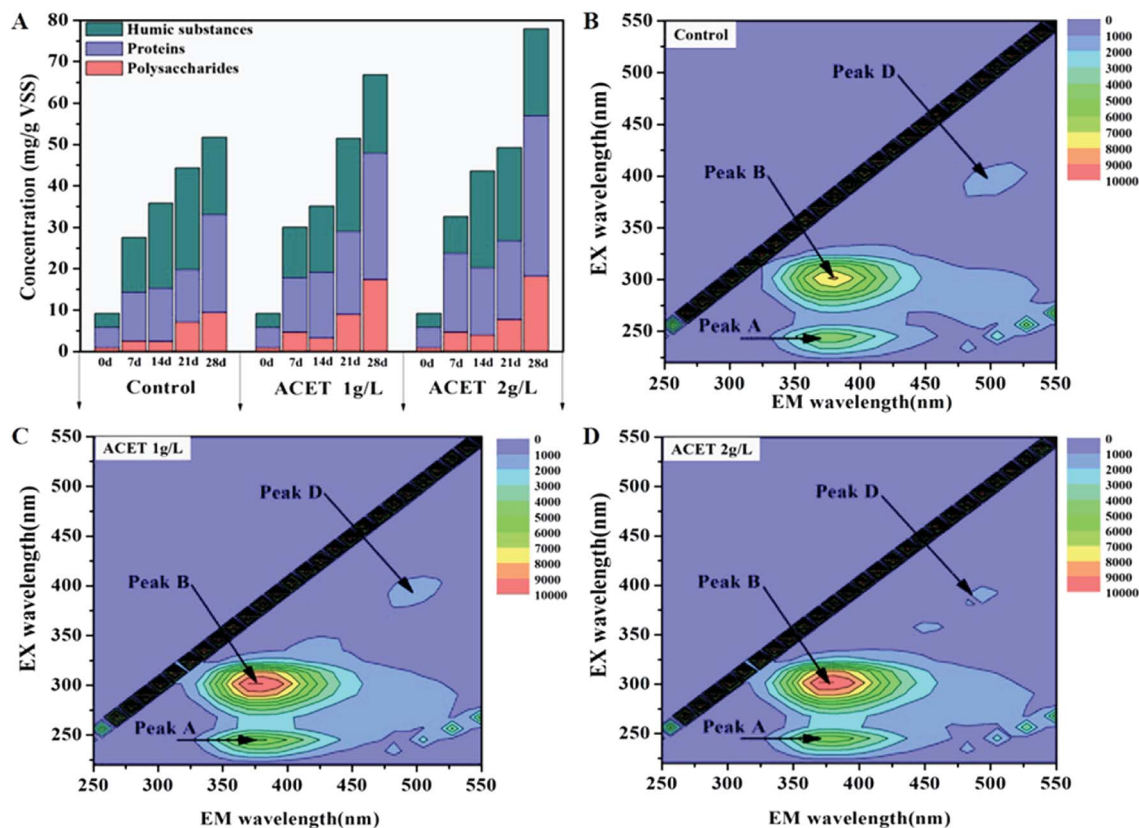 A
Humic substances
Proteins
Polysaccharides
80
70
60
50
40
30
20
10
0
Concentration (mg/g VSS)
0d 7d 14d 21d 28d 0d 7d 14d 21d 28d 0d 7d 14d 21d 28d
Control ACET 1g/L ACET 2g/L
B
Control
Peak D
Peak B
Peak A
550
500
450
400
350
300
250
EX wavelength(nm)
250 300 350 400 450 500 550
EM wavelength(nm)
0
1000
2000
3000
4000
5000
6000
7000
8000
9000
10000
C
ACET 1g/L
Peak D
Peak B
Peak A
550
500
450
400
350
300
250
EX wavelength(nm)
250 300 350 400 450 500 550
EM wavelength(nm)
0
1000
2000
3000
4000
5000
6000
7000
8000
9000
10000
D
ACET 2g/L
Peak D
Peak B
Peak A
550
500
450
400
350
300
250
EX wavelength(nm)
250 300 350 400 450 500 550
EM wavelength(nm)
0
1000
2000
3000
4000
5000
6000
7000
8000
9000
10000